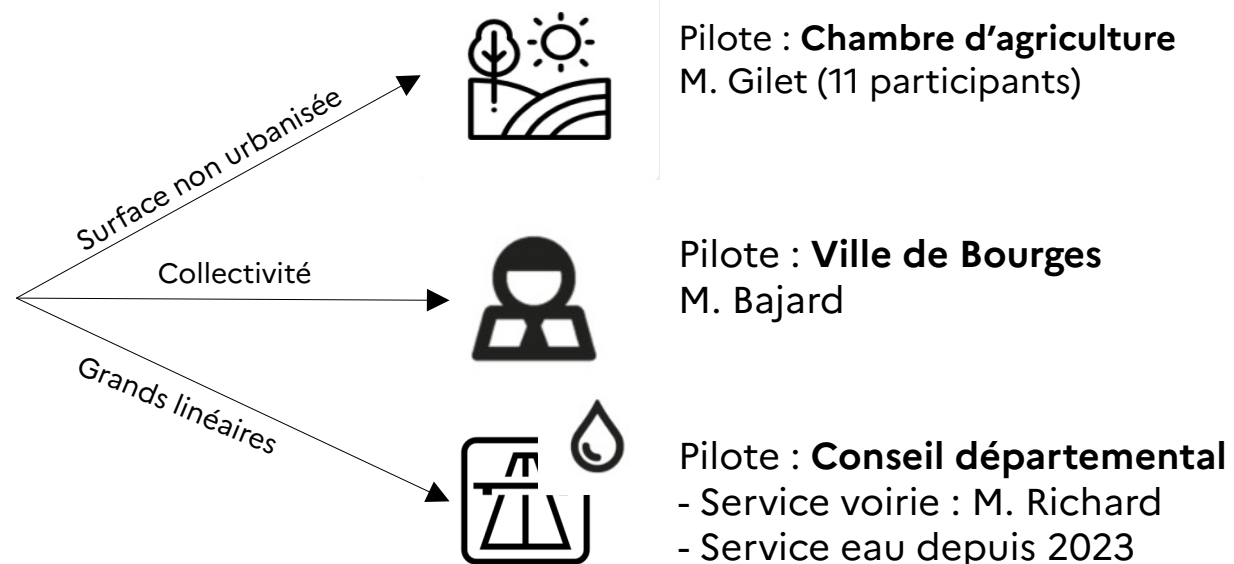 Surface non urbanisée
Pilote : Chambre d’agriculture
M. Gilet (11 participants)
Collectivité
Pilote : Ville de Bourges
M. Bajard
Grands linéaires
Pilote : Conseil départemental
- Service voirie : M. Richard
- Service eau depuis 2023